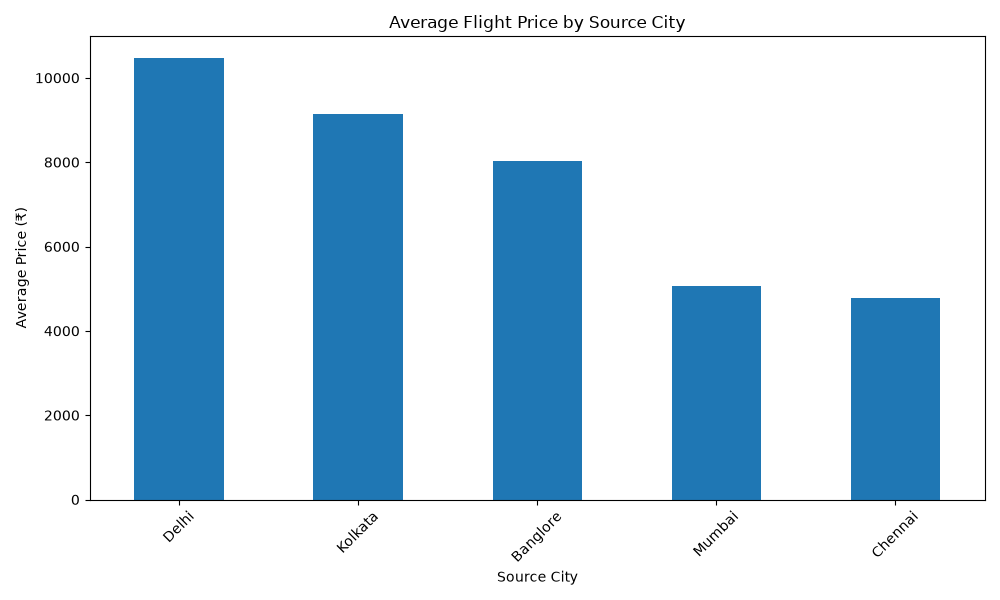 Average Flight Price by Source City
Average Price (₹)
10000
8000
6000
4000
2000
0
Delhi
Kolkata
Banglore
Mumbai
Chennai
Source City